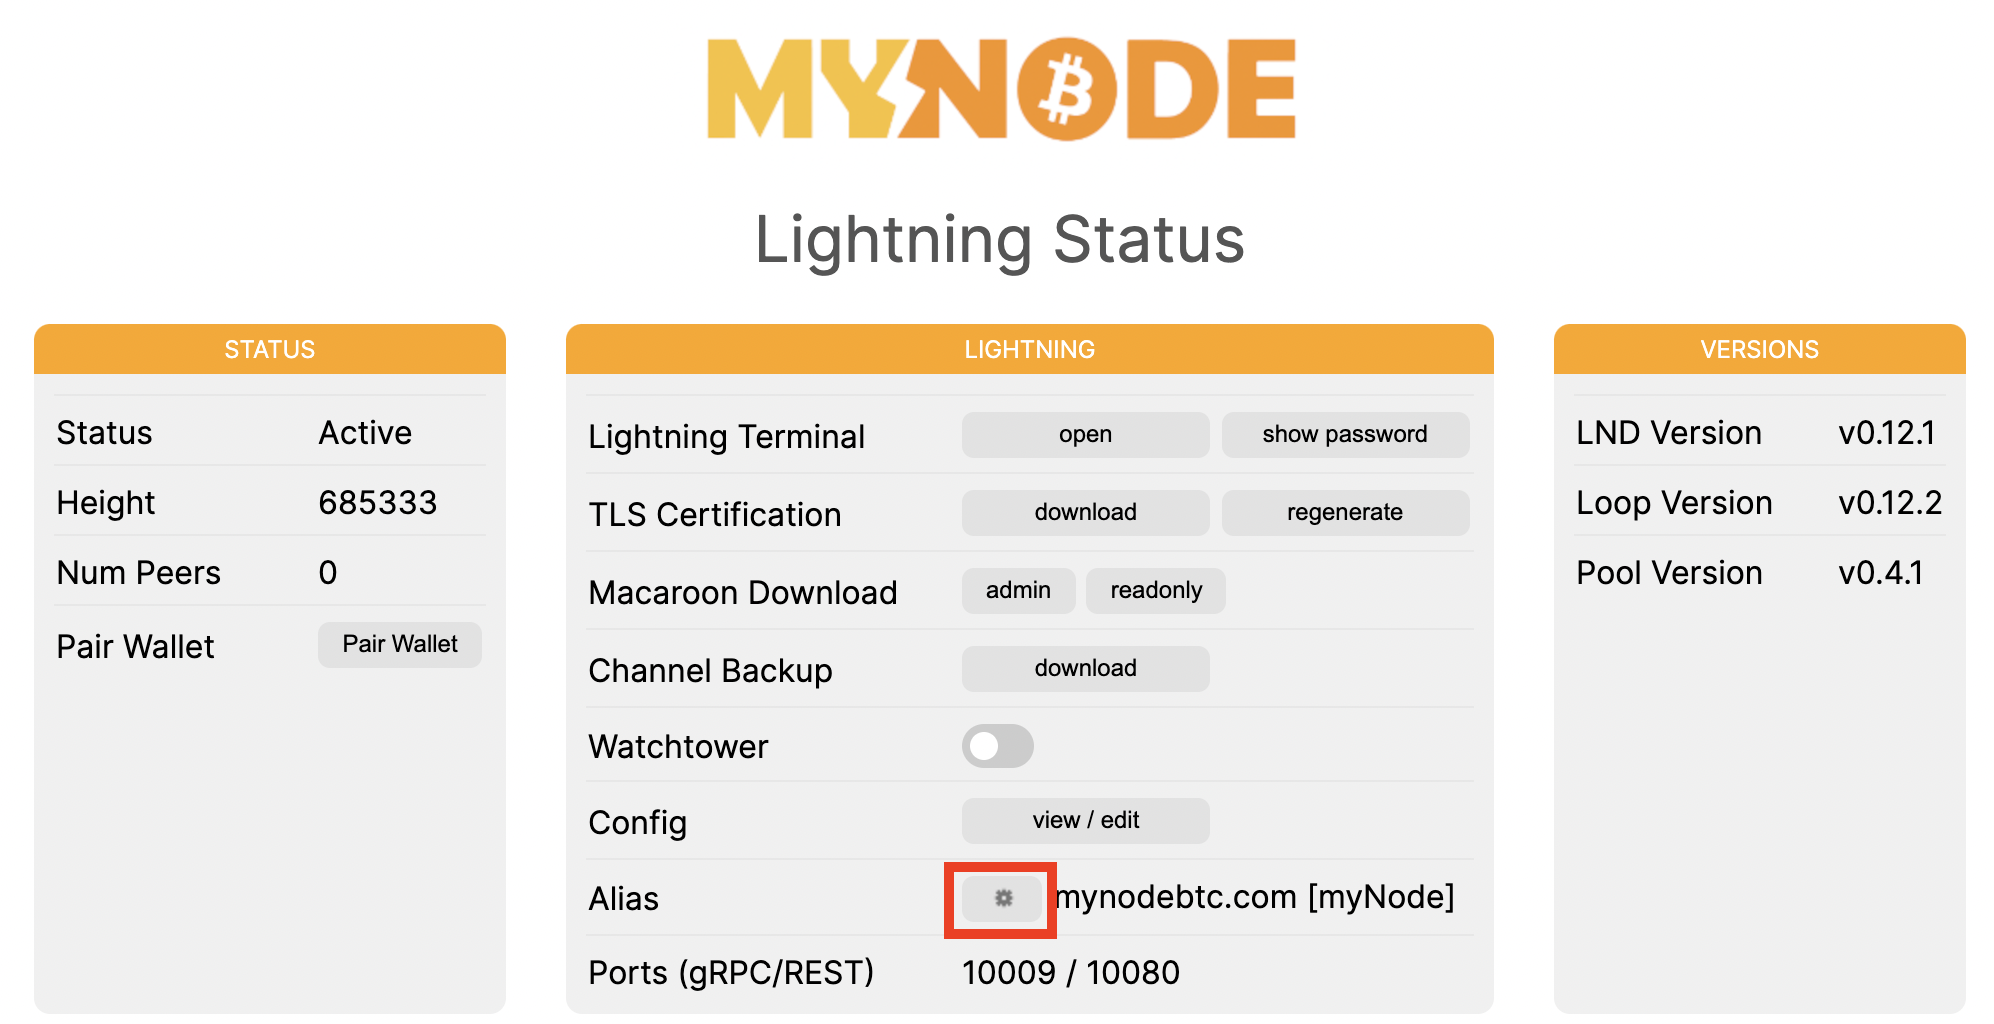 MYNODE
Lightning Status
STATUS
Status Active
Height 685333
Num Peers 0
Pair Wallet Pair Wallet
LIGHTNING
Lightning Terminal open show password
TLS Certification download regenerate
Macaroon Download admin readonly
Channel Backup download
Watchtower
Config view / edit
Alias mynodebtc.com [myNode]
Ports (gRPC/REST) 10009 / 10080
VERSIONS
LND Version v0.12.1
Loop Version v0.12.2
Pool Version v0.4.1